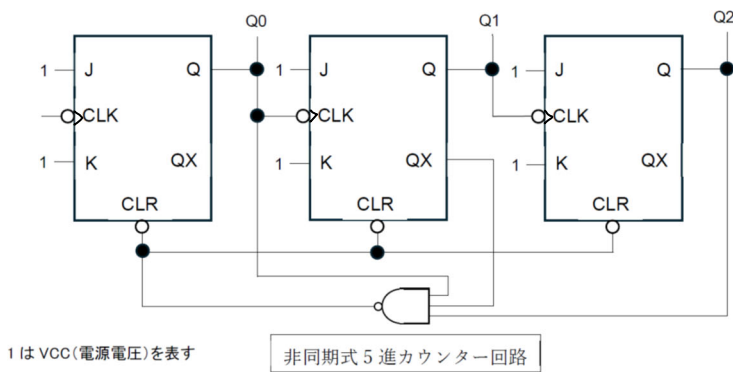 Q0 Q1 Q2
1 J Q 1 J Q 1 J Q
CLK CLK CLK
1 K QX 1 K QX 1 K QX
CLR CLR CLR
1 は VCC(電源電圧)を表す
非同期式5進カウンター回路